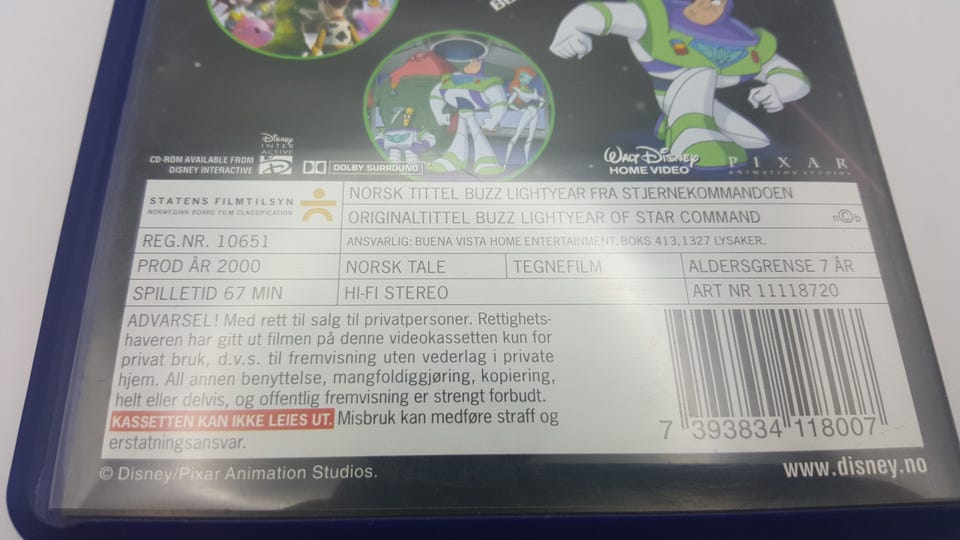 CD-ROM AVAILABLE FROM
DISNEY INTERACTIVE
Disney
INTER
ACTIVE
DOLBY SURROUND
WALT DISNEY
HOME VIDEO
PIXAR
ANIMATION STUDIOS
STATENS FILMTILSYN
NORWEGIAN BOARD FILM CLASSIFICATION
NORSK TITTEL BUZZ LIGHTYEAR FRA STJERNEKOMMANDOEN
ORIGINALTITTEL BUZZ LIGHTYEAR OF STAR COMMAND
n©b
REG.NR. 10651
ANSVARLIG: BUENA VISTA HOME ENTERTAINMENT. BOKS 413,1327 LYSAKER.
PROD ÅR 2000
NORSK TALE
TEGNEFILM
ALDERSGRENSE 7 ÅR
SPILLETID 67 MIN
HI-FI STEREO
ART NR 11118720
ADVARSEL! Med rett til salg til privatpersoner. Rettighets-
haveren har gitt ut filmen på denne videokassetten kun for
privat bruk, d.v.s. til fremvisning uten vederlag i private
hjem. All annen benyttelse, mangfoldiggjøring, kopiering,
helt eller delvis, og offentlig fremvisning er strengt forbudt.
KASSETTEN KAN IKKE LEIES UT. Misbruk kan medføre straff og
erstatningsansvar.
7 393834 118007
© Disney/Pixar Animation Studios.
www.disney.no